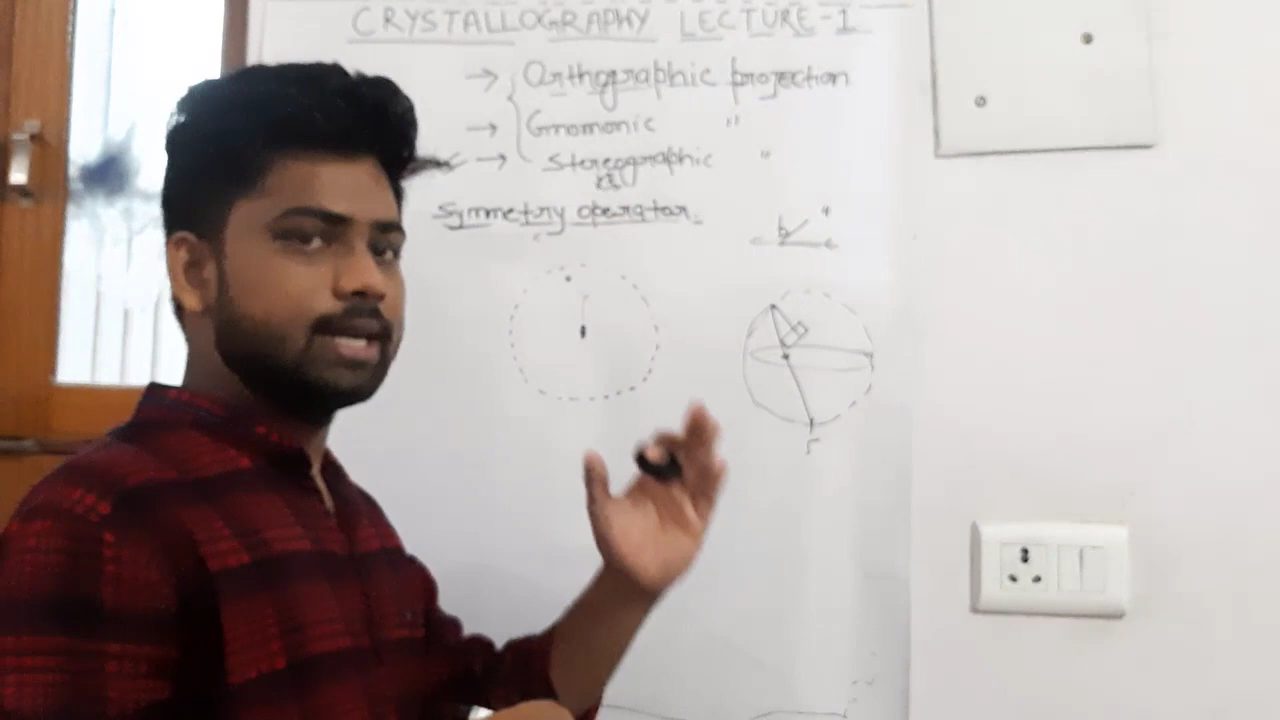 CRYSTALLOGRAPHY LECTURE-1
→ Orthographic projection
→ Gnomonic "
→ Stereographic "
Symmetry operator.